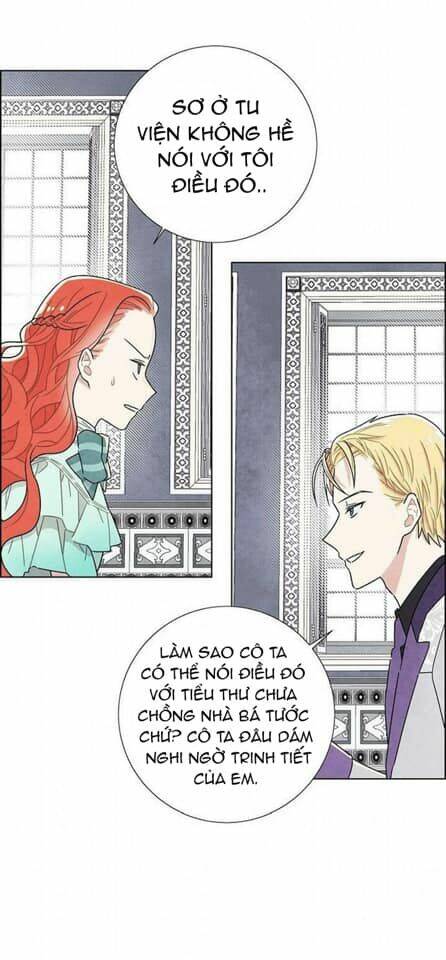 SƠ Ở TU
VIỆN KHÔNG HỀ
NÓI VỚI TÔI
ĐIỀU ĐÓ..
LÀM SAO CÔ TA
CÓ THỂ NÓI ĐIỀU ĐÓ
VỚI TIỂU THƯ CHƯA
CHỒNG NHÀ BÁ TƯỚC
CHỨ? CÔ TA ĐÂU DÁM
NGHI NGỜ TRINH TIẾT
CỦA EM.